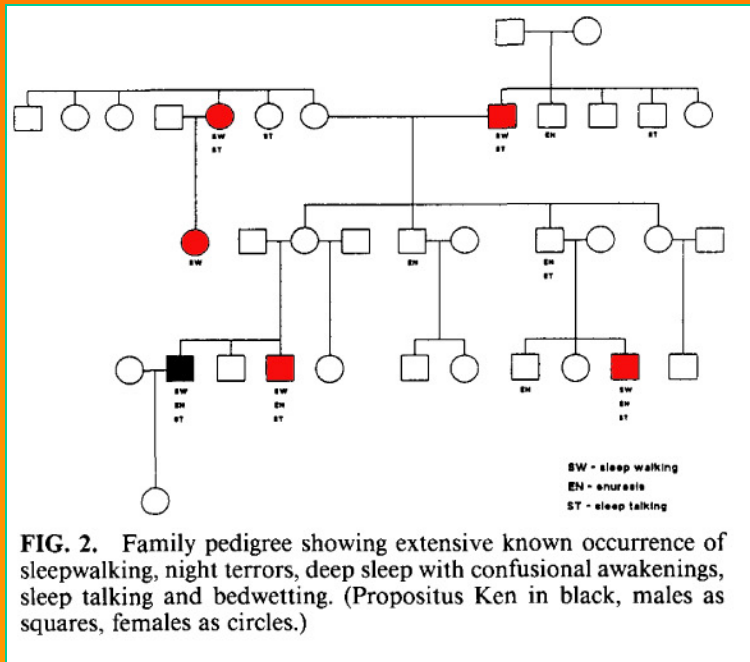 SW SW
ST ST EN ST
ST
SW EN EN
ST
SW SW EN SW
EN EN EN
ST ST ST
SW - sleep walking
EN - enuresis
ST - sleep talking
FIG. 2. Family pedigree showing extensive known occurrence of
sleepwalking, night terrors, deep sleep with confusional awakenings,
sleep talking and bedwetting. (Propositus Ken in black, males as
squares, females as circles.)